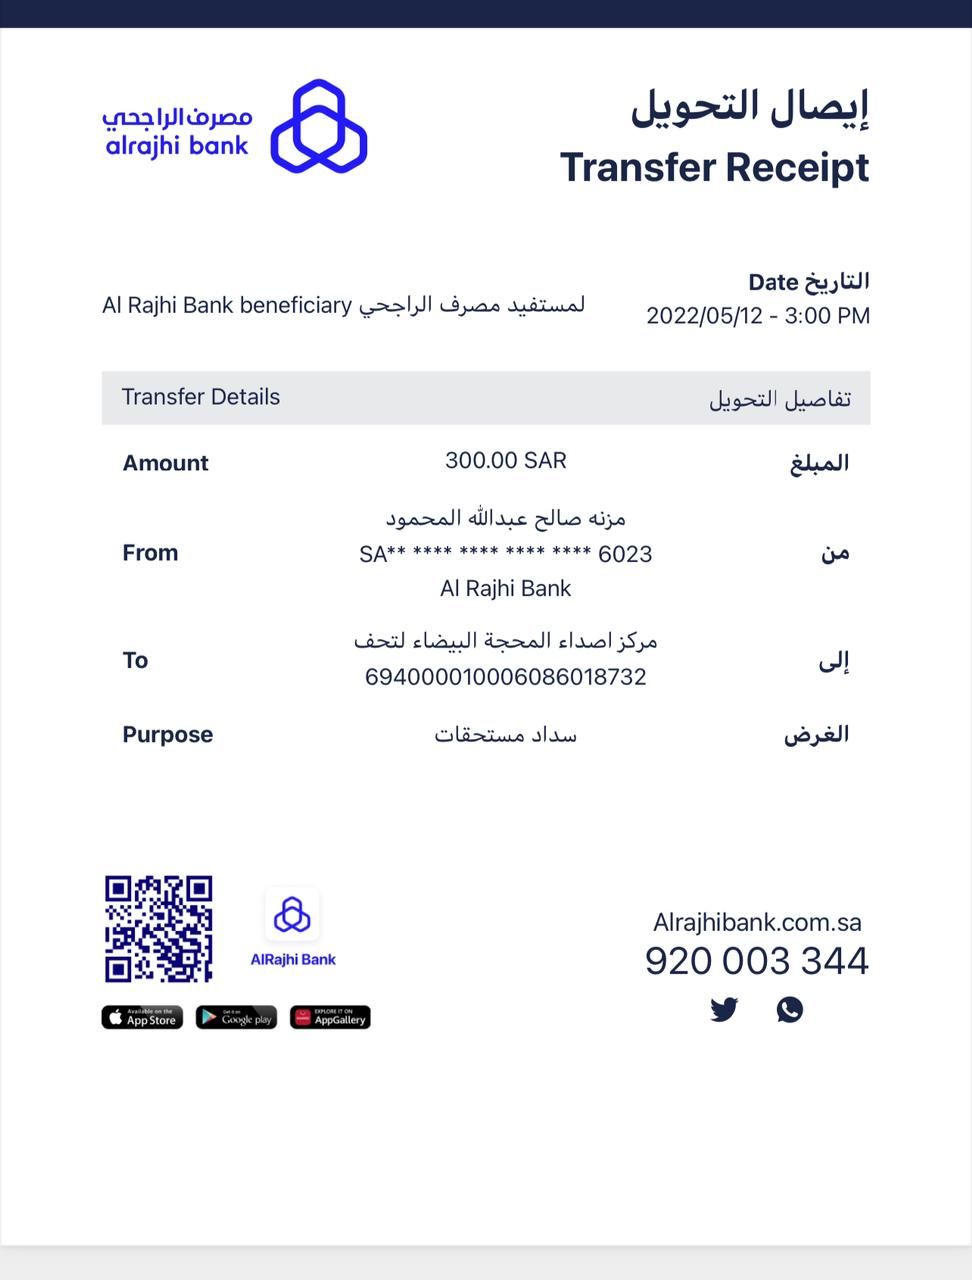 إيصال التحويل
Transfer Receipt
مصرف الراجحي
alrajhi bank
التاريخ Date
2022/05/12 - 3:00 PM
لمستفيد مصرف الراجحي Al Rajhi Bank beneficiary
Transfer Details تفاصيل التحويل
Amount 300.00 SAR المبلغ
مزنه صالح عبدالله المحمود
From SA** **** **** **** **** 6023 من
Al Rajhi Bank
مركز اصداء المحجة البيضاء لتحف
To إلى
694000010006086018732
Purpose سداد مستحقات الغرض
AlRajhi Bank
Available on the
App Store
Get it on
Google play
EXPLORE IT ON
AppGallery
Alrajhibank.com.sa
920 003 344